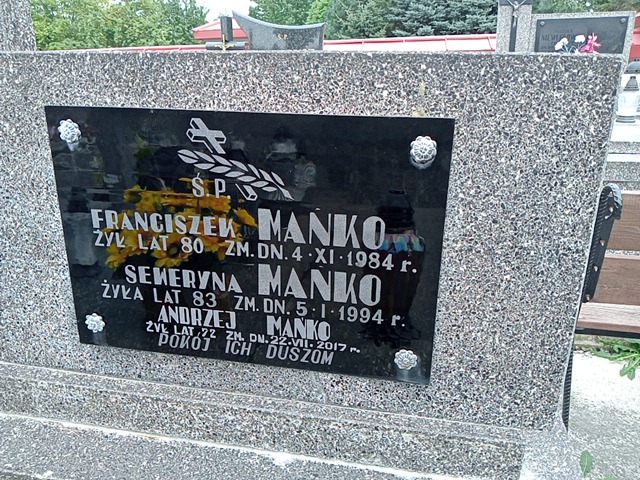 Ś.P.
FRANCISZEK MAŃKO
ŻYŁ LAT 80 ZM. DN. 4·XI·1984 r.
SEWERYNA MAŃKO
ŻYŁA LAT 83 ZM. DN. 5·I·1994 r.
ANDRZEJ MAŃKO
ŻYŁ LAT 72 ZM. DN. 22.VII.2017 r.
POKÓJ ICH DUSZOM